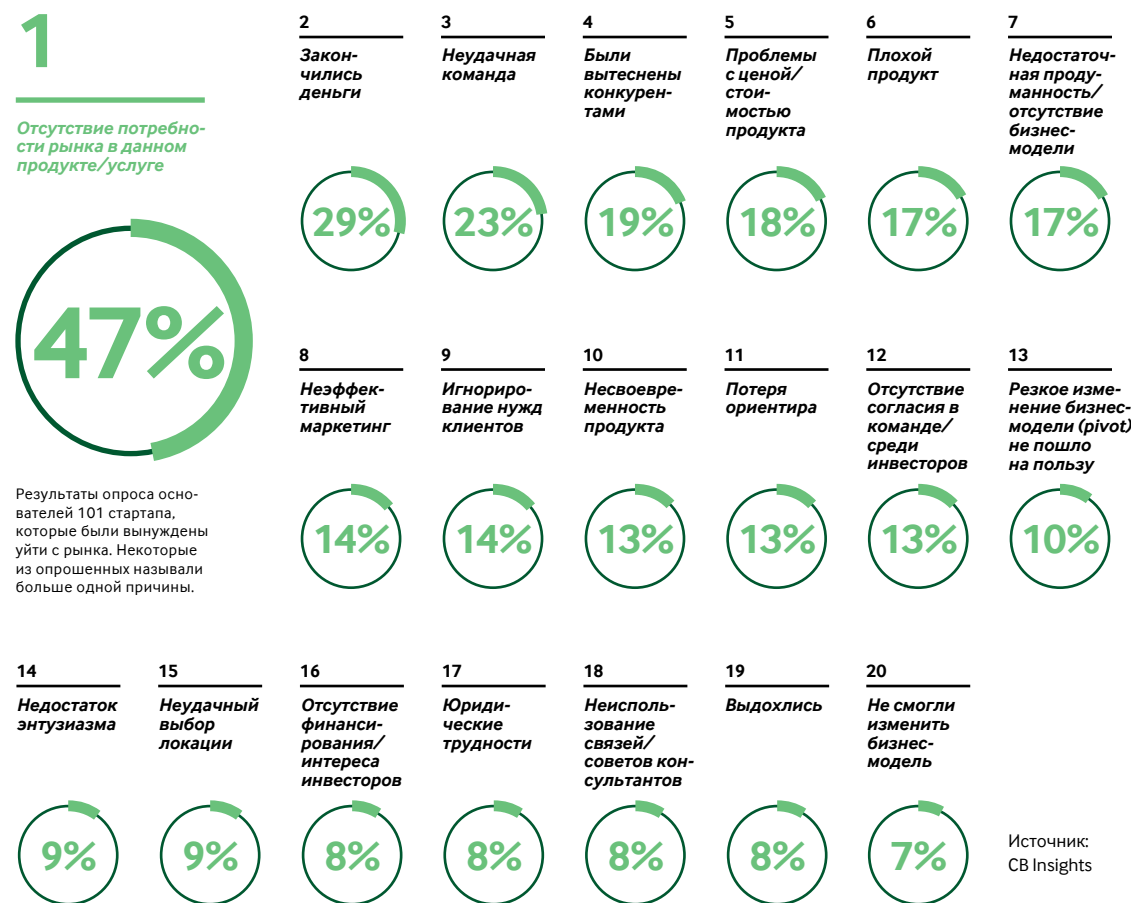 1
Отсутствие потребно-
сти рынка в данном
продукте/услуге
47%
Результаты опроса осно-
вателей 101 стартапа,
которые были вынуждены
уйти с рынка. Некоторые
из опрошенных называли
больше одной причины.
2
Закон-
чились
деньги
29%
3
Неудачная
команда
23%
4
Были
вытеснены
конкурен-
тами
19%
5
Проблемы
с ценой/
стои-
мостью
продукта
18%
6
Плохой
продукт
17%
7
Недостаточ-
ная проду-
манность/
отсутствие
бизнес-
модели
17%
8
Неэффек-
тивный
маркетинг
14%
9
Игнориро-
вание нужд
клиентов
14%
10
Несвоевре-
менность
продукта
13%
11
Потеря
ориентира
13%
12
Отсутствие
согласия в
команде/
среди
инвесторов
13%
13
Резкое изме-
нение бизнес-
модели (pivot)
не пошло
на пользу
10%
14
Недостаток
энтузиазма
9%
15
Неудачный
выбор
локации
9%
16
Отсутствие
финанси-
рования/
интереса
инвесторов
8%
17
Юриди-
ческие
трудности
8%
18
Неисполь-
зование
связей/
советов кон-
сультантов
8%
19
Выдохлись
8%
20
Не смогли
изменить
бизнес-
модель
7%
Источник:
CB Insights